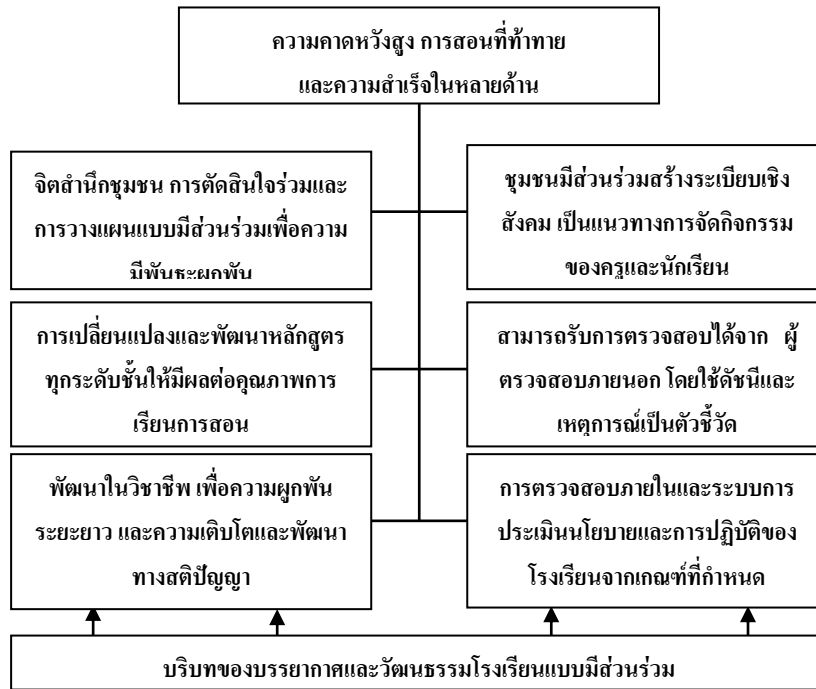 ความคาดหวังสูง การสอนที่ท้าทาย
และความสำเร็จในหลายด้าน
จิตสำนึกชุมชน การตัดสินใจร่วมและ
การวางแผนแบบมีส่วนร่วมเพื่อความ
มีพันธะผูกพัน
ชุมชนมีส่วนร่วมสร้างระเบียบเชิง
สังคม เป็นแนวทางการจัดกิจกรรม
ของครูและนักเรียน
การเปลี่ยนแปลงและพัฒนาหลักสูตร
ทุกระดับชั้นให้มีผลต่อคุณภาพการ
เรียนการสอน
สามารถรับการตรวจสอบได้จาก ผู้
ตรวจสอบภายนอก โดยใช้ดัชนีและ
เหตุการณ์เป็นตัวชี้วัด
พัฒนาในวิชาชีพ เพื่อความผูกพัน
ระยะยาว และความเติบโตและพัฒนา
ทางสติปัญญา
การตรวจสอบภายในและระบบการ
ประเมินนโยบายและการปฏิบัติของ
โรงเรียนจากเกณฑ์ที่กำหนด
บริบทของบรรยากาศและวัฒนธรรมโรงเรียนแบบมีส่วนร่วม